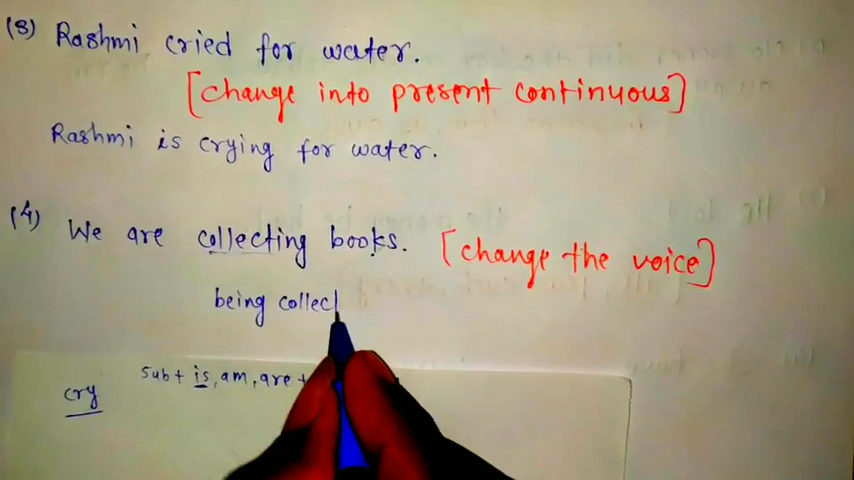 (3) Rashmi cried for water.
[change into present continuous]
Rashmi is crying for water.
(4) We are collecting books. [change the voice]
being collect
cry sub+ is, am, are +